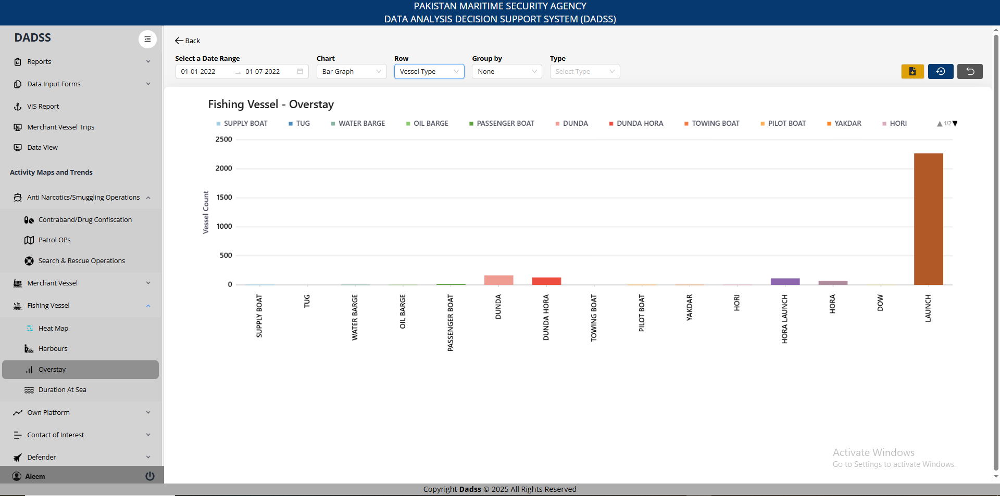 PAKISTAN MARITIME SECURITY AGENCY
DATA ANALYSIS DECISION SUPPORT SYSTEM (DADSS)
DADSS
Reports
Data Input Forms
VIS Report
Merchant Vessel Trips
Data View
Activity Maps and Trends
Anti Narcotics/Smuggling Operations
Contraband/Drug Confiscation
Patrol OPs
Search & Rescue Operations
Merchant Vessel
Fishing Vessel
Heat Map
Harbours
Overstay
Duration At Sea
Own Platform
Contact of Interest
Defender
Aleem
Back
Select a Date Range Chart Row Group by Type
01-01-2022 01-07-2022 Bar Graph Vessel Type None Select Type
Fishing Vessel - Overstay
SUPPLY BOAT TUG WATER BARGE OIL BARGE PASSENGER BOAT DUNDA DUNDA HORA TOWING BOAT PILOT BOAT YAKDAR HORI 1/2
Vessel Count
2500
2000
1500
1000
500
0
SUPPLY BOAT
TUG
WATER BARGE
OIL BARGE
PASSENGER BOAT
DUNDA
DUNDA HORA
TOWING BOAT
PILOT BOAT
YAKDAR
HORI
HORA LAUNCH
HORA
DOW
LAUNCH
Activate Windows
Go to Settings to activate Windows.
Copyright Dadss © 2025 All Rights Reserved